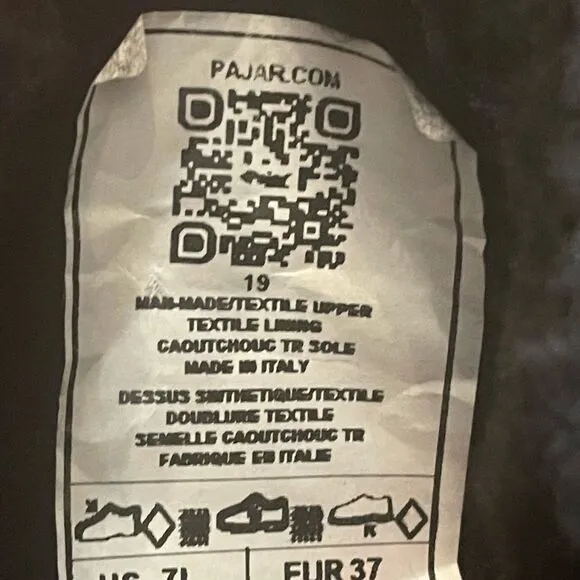 PAJAR.COM
19
MAN-MADE/TEXTILE UPPER
TEXTILE LINING
CAOUTCHOUC TR SOLE
MADE IN ITALY
DESSUS SINTHETIQUE/TEXTILE
DOUBLURE TEXTILE
SEMELLE CAOUTCHOUC TR
FABRIQUE EN ITALIE
EUR 37